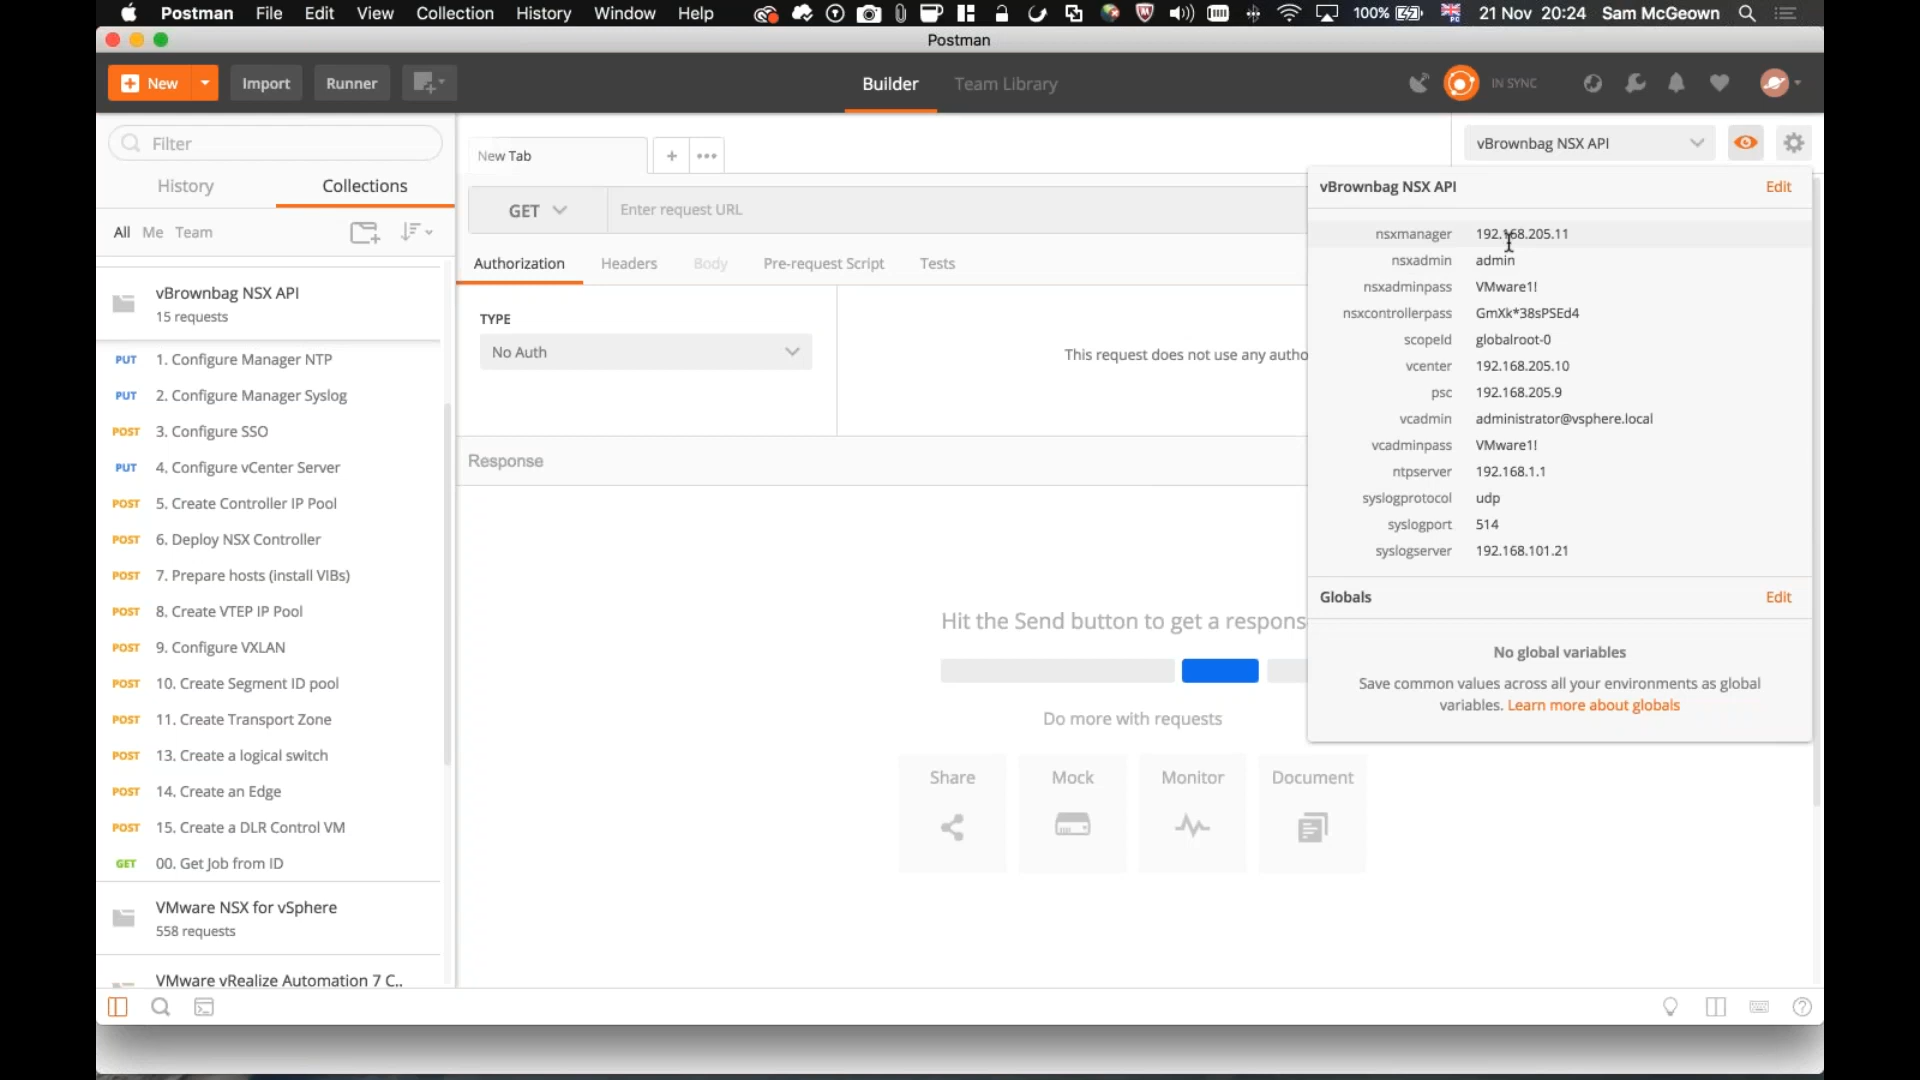 Postman File Edit View Collection History Window Help 100% 21 Nov 20:24 Sam McGeown
Postman
New Import Runner Builder Team Library IN SYNC
Filter
History Collections
All Me Team
vBrownbag NSX API
15 requests
PUT 1. Configure Manager NTP
PUT 2. Configure Manager Syslog
POST 3. Configure SSO
PUT 4. Configure vCenter Server
POST 5. Create Controller IP Pool
POST 6. Deploy NSX Controller
POST 7. Prepare hosts (install VIBs)
POST 8. Create VTEP IP Pool
POST 9. Configure VXLAN
POST 10. Create Segment ID pool
POST 11. Create Transport Zone
POST 13. Create a logical switch
POST 14. Create an Edge
POST 15. Create a DLR Control VM
GET 00. Get Job from ID
VMware NSX for vSphere
558 requests
VMware vRealize Automation 7 C..
New Tab
GET Enter request URL
Authorization Headers Body Pre-request Script Tests
TYPE
No Auth
This request does not use any autho
Response
Hit the Send button to get a respons
Do more with requests
Share Mock Monitor Document
vBrownbag NSX API
vBrownbag NSX API Edit
nsxmanager 192.168.205.11
nsxadmin admin
nsxadminpass VMware1!
nsxcontrollerpass GmXk*38sPSEd4
scopeId globalroot-0
vcenter 192.168.205.10
psc 192.168.205.9
vcadmin administrator@vsphere.local
vcadminpass VMware1!
ntpserver 192.168.1.1
syslogprotocol udp
syslogport 514
syslogserver 192.168.101.21
Globals Edit
No global variables
Save common values across all your environments as global
variables. Learn more about globals